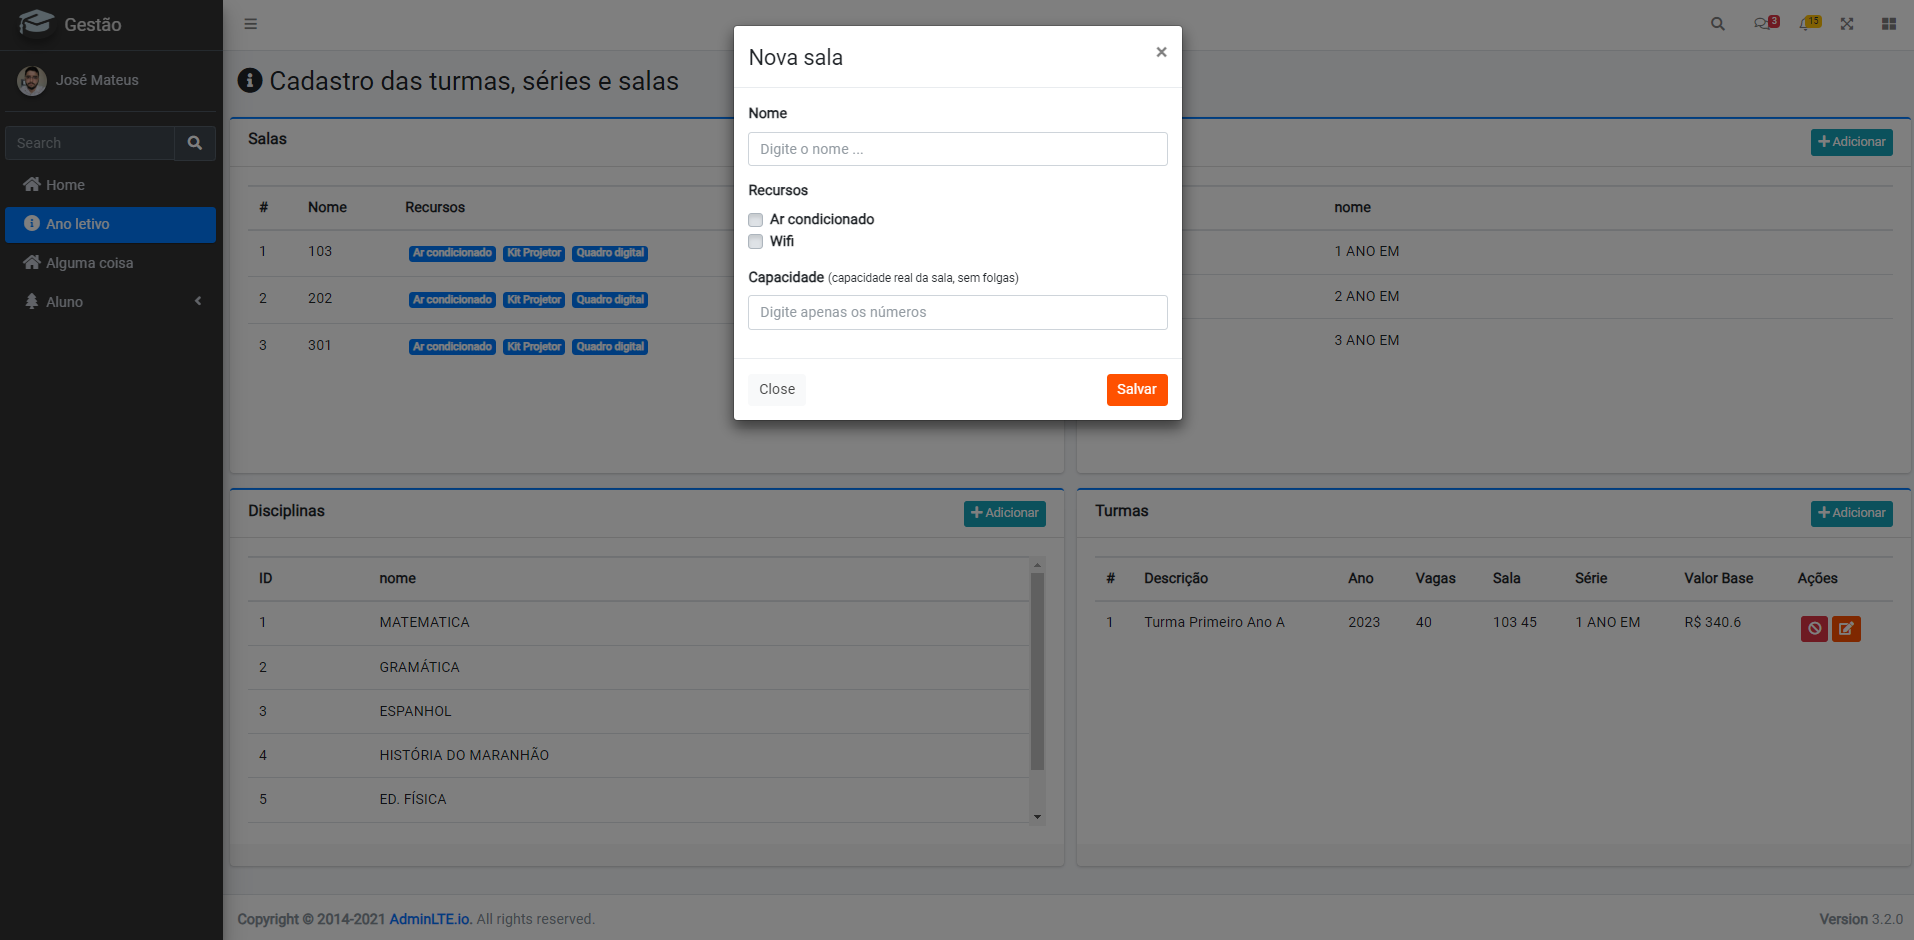 Gestão
José Mateus
Search
Home
Ano letivo
Alguma coisa
Aluno
3
15
Cadastro das turmas, séries e salas
Salas
# Nome Recursos
1 103 Ar condicionado Kit Projetor Quadro digital
2 202 Ar condicionado Kit Projetor Quadro digital
3 301 Ar condicionado Kit Projetor Quadro digital
Adicionar
nome
1 ANO EM
2 ANO EM
3 ANO EM
Nova sala
×
Nome
Digite o nome ...
Recursos
Ar condicionado
Wifi
Capacidade (capacidade real da sala, sem folgas)
Digite apenas os números
Close
Salvar
Disciplinas
Adicionar
ID nome
1 MATEMATICA
2 GRAMÁTICA
3 ESPANHOL
4 HISTÓRIA DO MARANHÃO
5 ED. FÍSICA
Turmas
Adicionar
# Descrição Ano Vagas Sala Série Valor Base Ações
1 Turma Primeiro Ano A 2023 40 103 45 1 ANO EM R$ 340.6
Copyright © 2014-2021 AdminLTE.io. All rights reserved.
Version 3.2.0